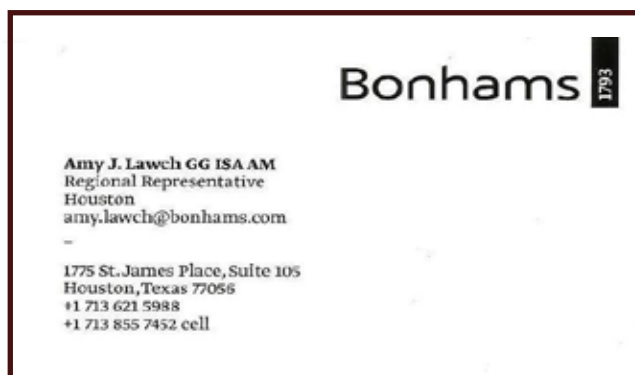 Bonhams 1793
Amy J. Lawch GG ISA AM
Regional Representative
Houston
amy.lawch@bonhams.com
–
1775 St. James Place, Suite 105
Houston, Texas 77056
+1 713 621 5988
+1 713 855 7452 cell